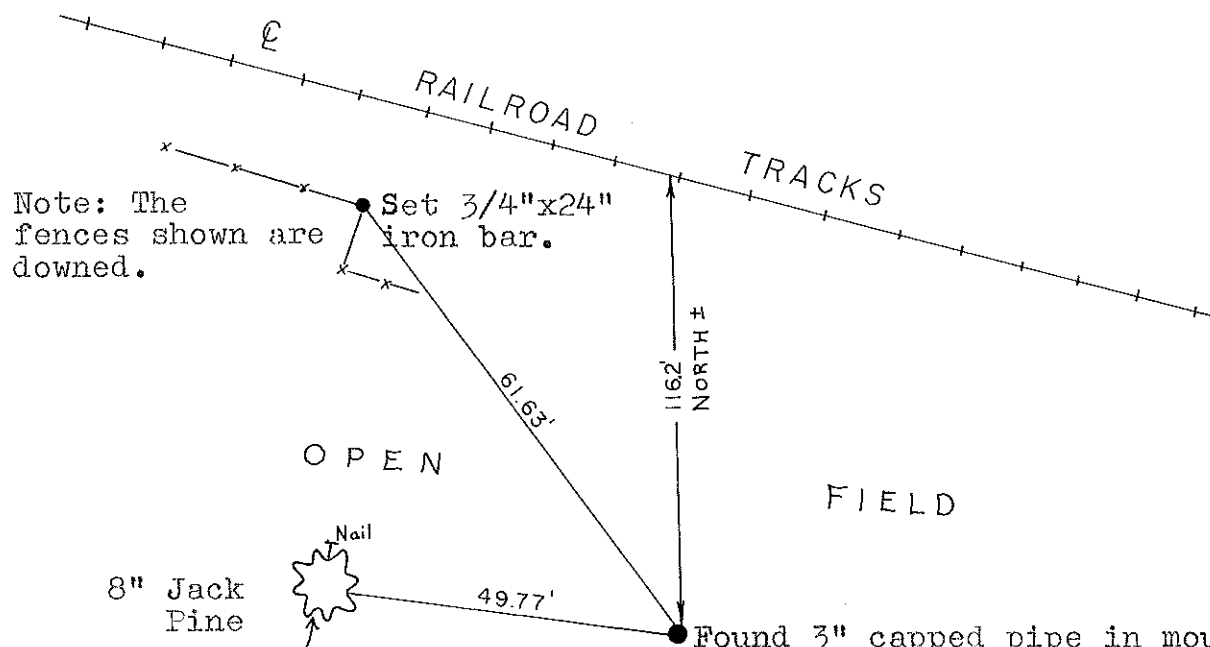 ℄
RAILROAD TRACKS
Note: The
fences shown are
downed.
Set 3/4"x24"
iron bar.
61.63'
116.2'
NORTH ±
OPEN FIELD
Nail
8" Jack
Pine
49.77'
Found 3" capped pipe in